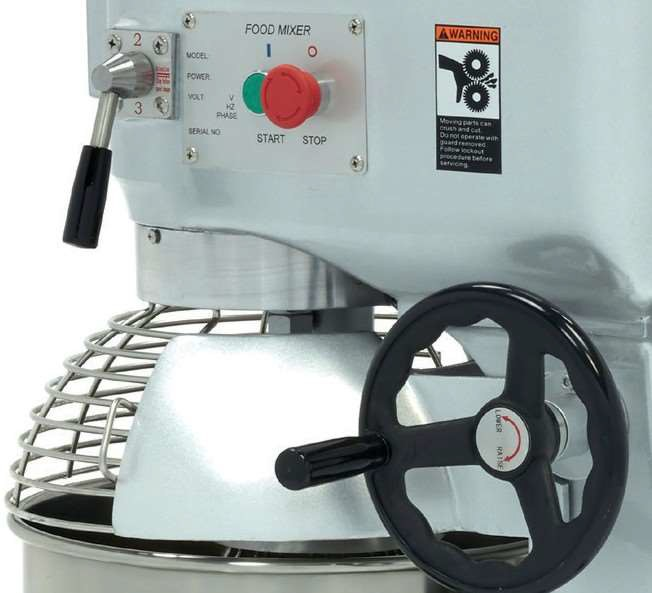 2
3
FOOD MIXER
MODEL:
POWER:
VOLT:
V
HZ
PHASE
SERIAL NO.
START STOP
WARNING
Moving parts can
crush and cut.
Do not operate with
guard removed.
Follow lockout
procedure before
servicing.
LOWER
RAISE